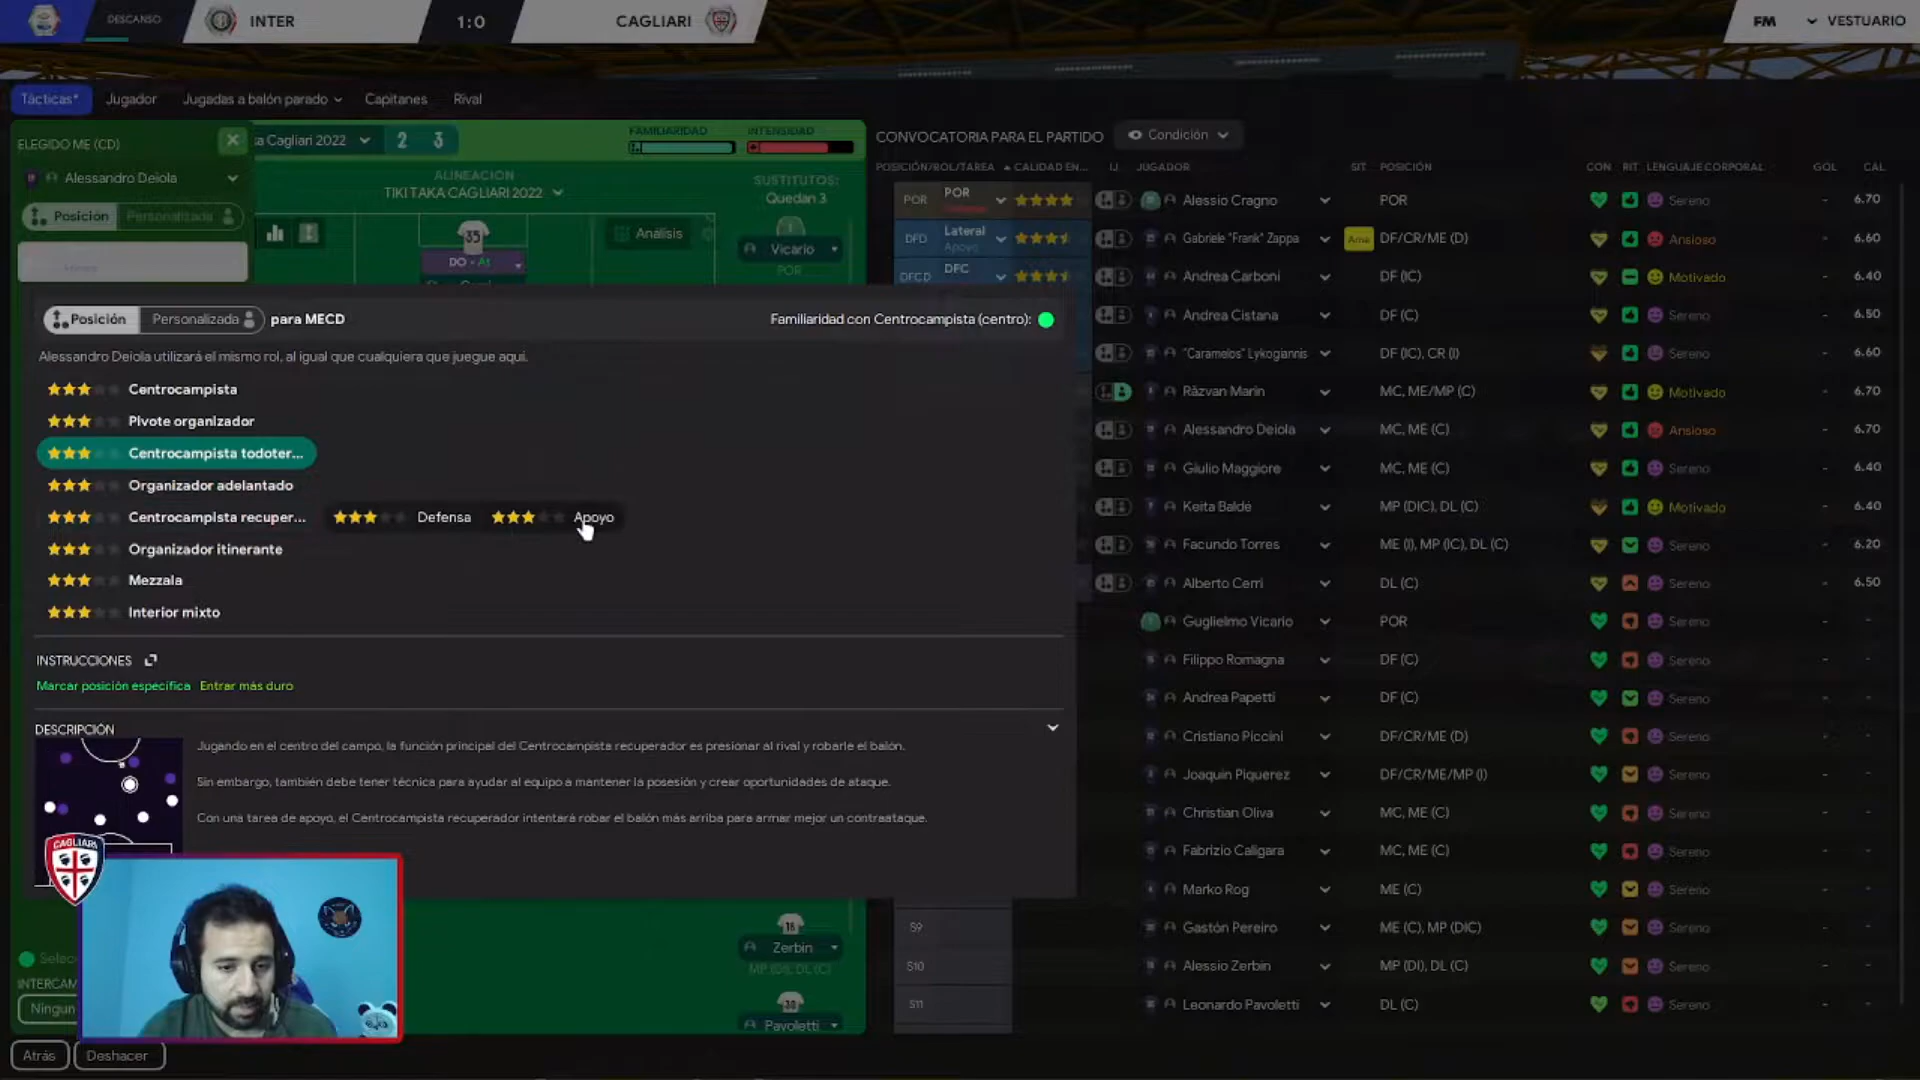 DESCANSO
INTER
1:0
CAGLIARI
FM
VESTUARIO
Tácticas*
Jugador
Jugadas a balón parado
Capitanes
Rival
ELEGIDO ME (CD)
Cagliari 2022
2 3
FAMILIARIDAD
INTENSIDAD
Alessandro Deiola
Posición
Personalizada
ALINEACIÓN
TIKI TAKA CAGLIARI 2022
SUSTITUTOS:
Quedan 3
35
DO - At
Análisis
Vicario
POR
CONVOCATORIA PARA EL PARTIDO
Condición
POSICIÓN/ROL/TAREA CALIDAD EN... IJ JUGADOR SIT POSICIÓN CON RIT LENGUAJE CORPORAL GOL CAL
POR POR Alessio Cragno POR Sereno - 6.70
DFD Lateral Apoyo Gabriele "Frank" Zappa Ama DF/CR/ME (D) Ansioso - 6.60
DFCD DFC Andrea Carboni DF (IC) Motivado - 6.40
Andrea Cistana DF (C) Sereno - 6.50
"Caramelos" Lykogiannis DF (IC), CR (I) Sereno - 6.60
Răzvan Marin MC, ME/MP (C) Motivado - 6.70
Alessandro Deiola MC, ME (C) Ansioso - 6.70
Giulio Maggiore MC, ME (C) Sereno - 6.40
Keita Baldé MP (DIC), DL (C) Motivado - 6.40
Facundo Torres ME (I), MP (IC), DL (C) Sereno - 6.20
Alberto Cerri DL (C) Sereno - 6.50
Guglielmo Vicario POR Sereno - -
Filippo Romagna DF (C) Sereno - -
Andrea Papetti DF (C) Sereno - -
Cristiano Piccini DF/CR/ME (D) Sereno - -
Joaquín Piquerez DF/CR/ME/MP (I) Sereno - -
Christian Oliva MC, ME (C) Sereno - -
Fabrizio Caligara MC, ME (C) Sereno - -
Marko Rog ME (C) Sereno - -
S9 Gastón Pereiro ME (C), MP (DIC) Sereno - -
S10 Alessio Zerbin MP (DI), DL (C) Sereno - -
S11 Leonardo Pavoletti DL (C) Sereno - -
Posición
Personalizada
para MECD
Familiaridad con Centrocampista (centro):
Alessandro Deiola utilizará el mismo rol, al igual que cualquiera que juegue aquí.
Centrocampista
Pivote organizador
Centrocampista todoter...
Organizador adelantado
Centrocampista recuper... Defensa Apoyo
Organizador itinerante
Mezzala
Interior mixto
INSTRUCCIONES
Marcar posición específica Entrar más duro
DESCRIPCIÓN
Jugando en el centro del campo, la función principal del Centrocampista recuperador es presionar al rival y robarle el balón.
Sin embargo, también debe tener técnica para ayudar al equipo a mantener la posesión y crear oportunidades de ataque.
Con una tarea de apoyo, el Centrocampista recuperador intentará robar el balón más arriba para armar mejor un contraataque.
CAGLIARI
Selec
INTERCAM
Ningun
16
Zerbin
MP (DI), DL (C)
30
Pavoletti
Atrás
Deshacer